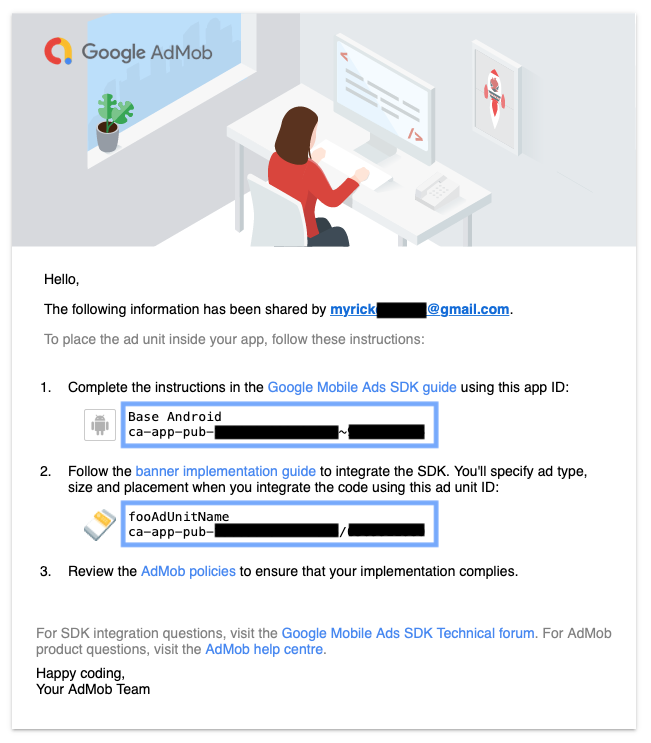 Google AdMob
Hello,
The following information has been shared by myrick @gmail.com.
To place the ad unit inside your app, follow these instructions:
1. Complete the instructions in the Google Mobile Ads SDK guide using this app ID:
Base Android
ca-app-pub- ~
2. Follow the banner implementation guide to integrate the SDK. You'll specify ad type,
size and placement when you integrate the code using this ad unit ID:
fooAdUnitName
ca-app-pub- /
3. Review the AdMob policies to ensure that your implementation complies.
For SDK integration questions, visit the Google Mobile Ads SDK Technical forum. For AdMob
product questions, visit the AdMob help centre.
Happy coding,
Your AdMob Team